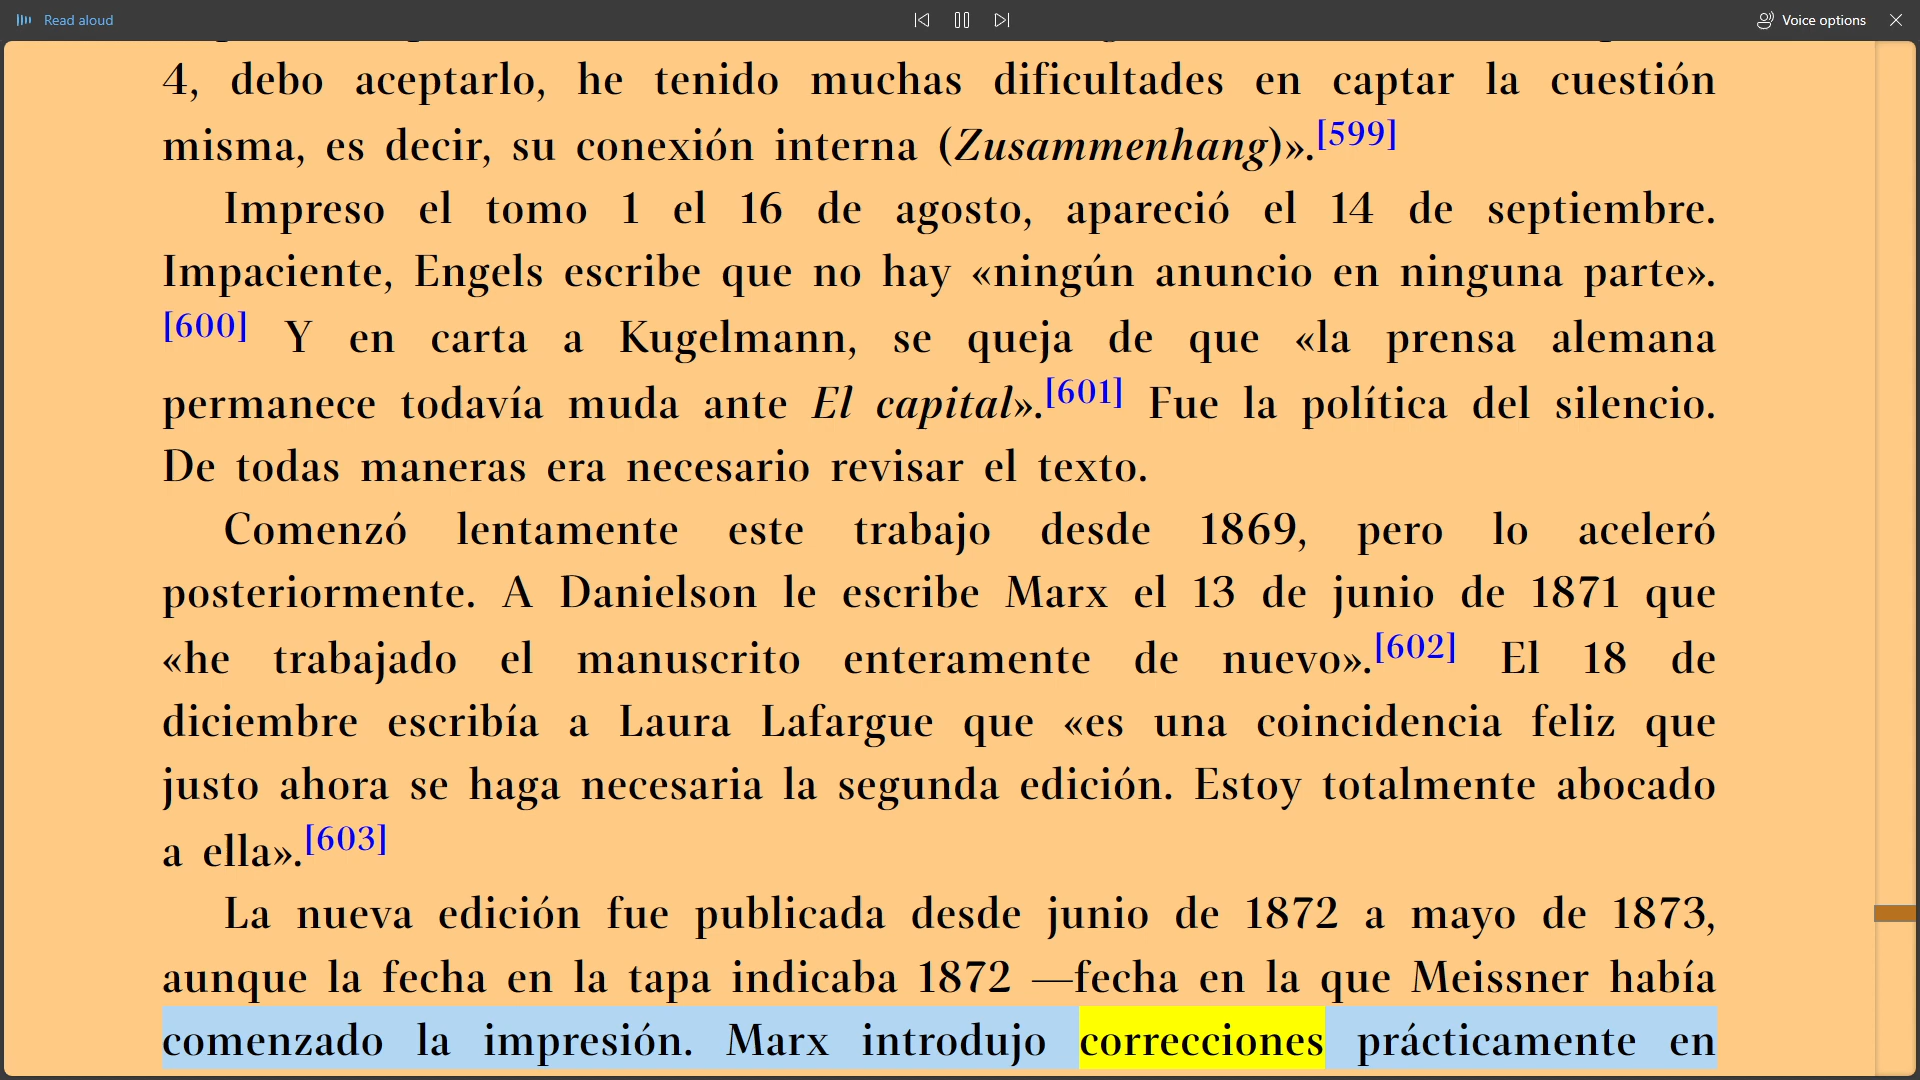 Read aloud
Voice options
4, debo aceptarlo, he tenido muchas dificultades en captar la cuestión
misma, es decir, su conexión interna (Zusammenhang)».[599]
Impreso el tomo 1 el 16 de agosto, apareció el 14 de septiembre.
Impaciente, Engels escribe que no hay «ningún anuncio en ninguna parte».
[600] Y en carta a Kugelmann, se queja de que «la prensa alemana
permanece todavía muda ante El capital».[601] Fue la política del silencio.
De todas maneras era necesario revisar el texto.
Comenzó lentamente este trabajo desde 1869, pero lo aceleró
posteriormente. A Danielson le escribe Marx el 13 de junio de 1871 que
«he trabajado el manuscrito enteramente de nuevo».[602] El 18 de
diciembre escribía a Laura Lafargue que «es una coincidencia feliz que
justo ahora se haga necesaria la segunda edición. Estoy totalmente abocado
a ella».[603]
La nueva edición fue publicada desde junio de 1872 a mayo de 1873,
aunque la fecha en la tapa indicaba 1872 —fecha en la que Meissner había
comenzado la impresión. Marx introdujo correcciones prácticamente en